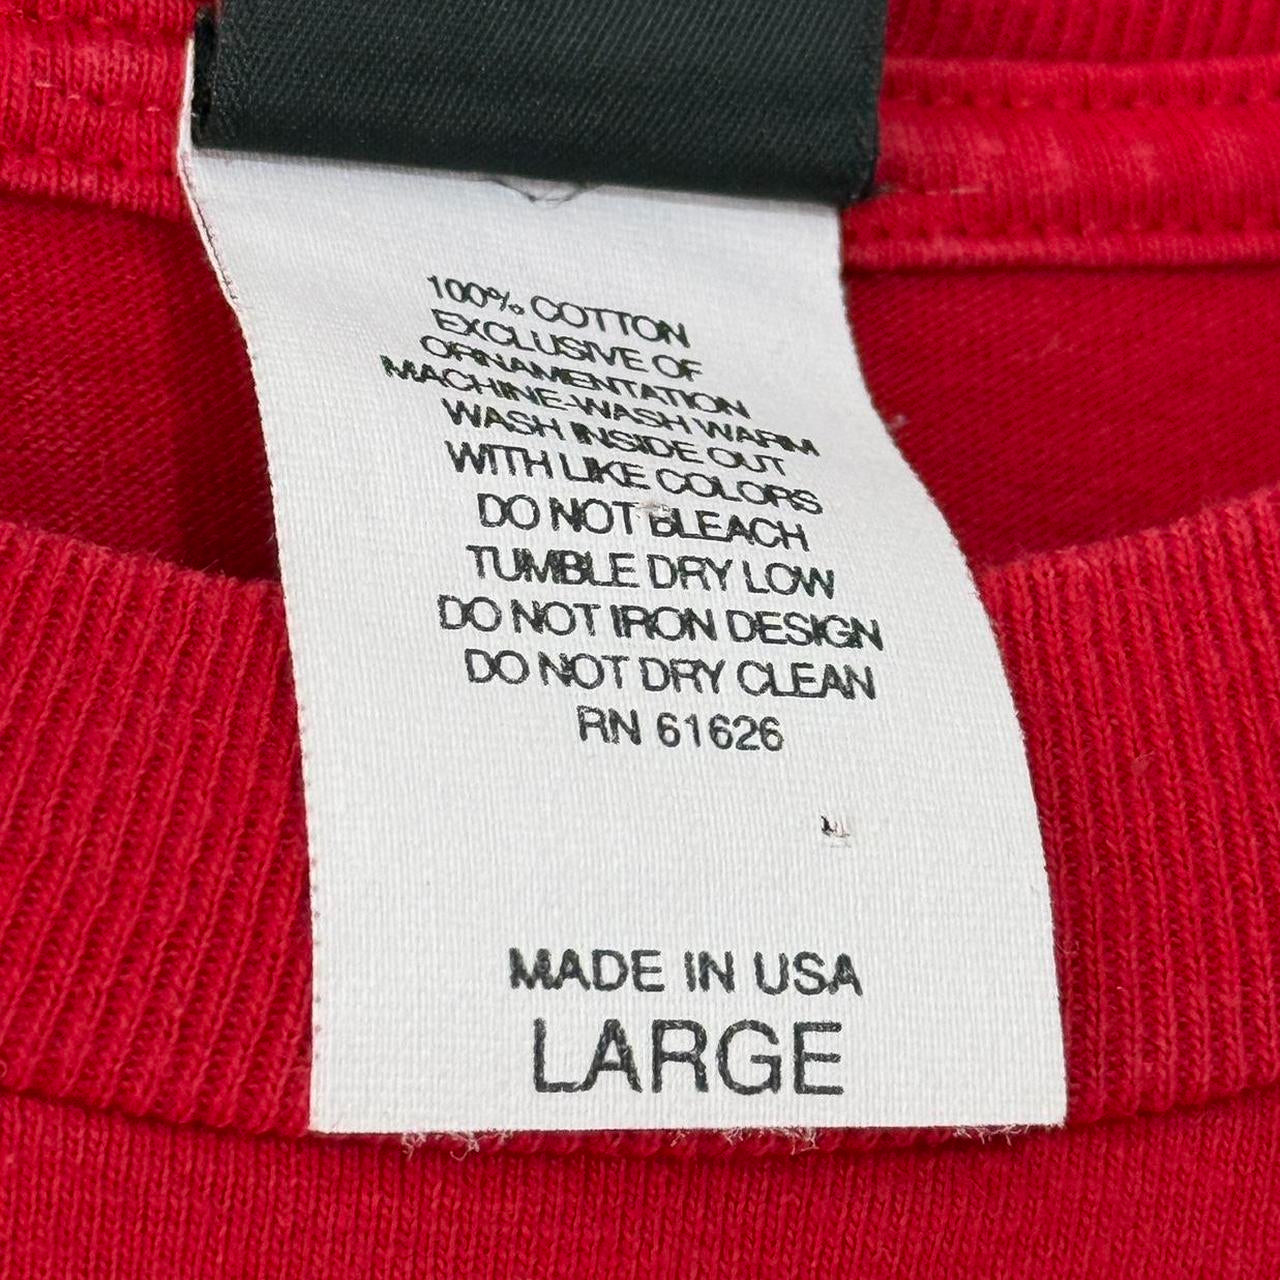 100% COTTON
EXCLUSIVE OF
ORNAMENTATION
MACHINE-WASH WARM
WASH INSIDE OUT
WITH LIKE COLORS
DO NOT BLEACH
TUMBLE DRY LOW
DO NOT IRON DESIGN
DO NOT DRY CLEAN
RN 61626
MADE IN USA
LARGE